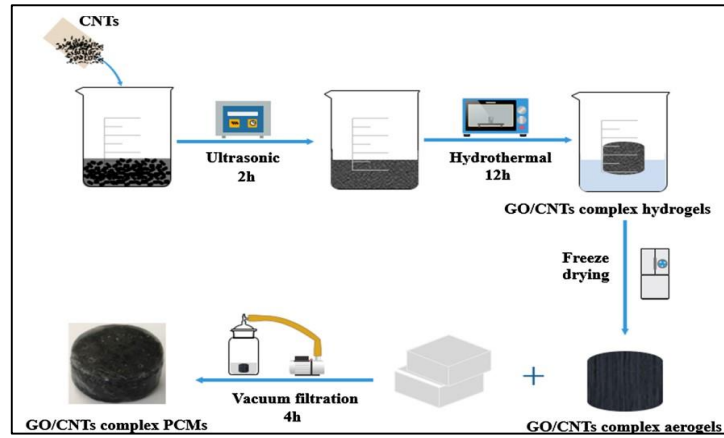 CNTs
Ultrasonic
2h
Hydrothermal
12h
GO/CNTs complex hydrogels
Freeze
drying
Vacuum filtration
4h
GO/CNTs complex PCMs
GO/CNTs complex aerogels